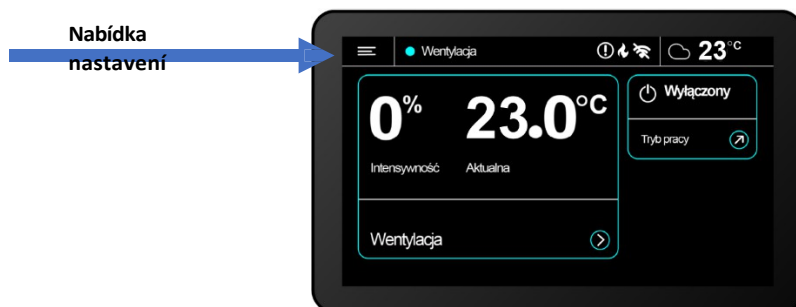 Nabídka
nastavení
Wentylacja
23°C
0%
23.0°C
Intensywność
Aktualna
Wentylacja
Wyłączony
Tryb pracy